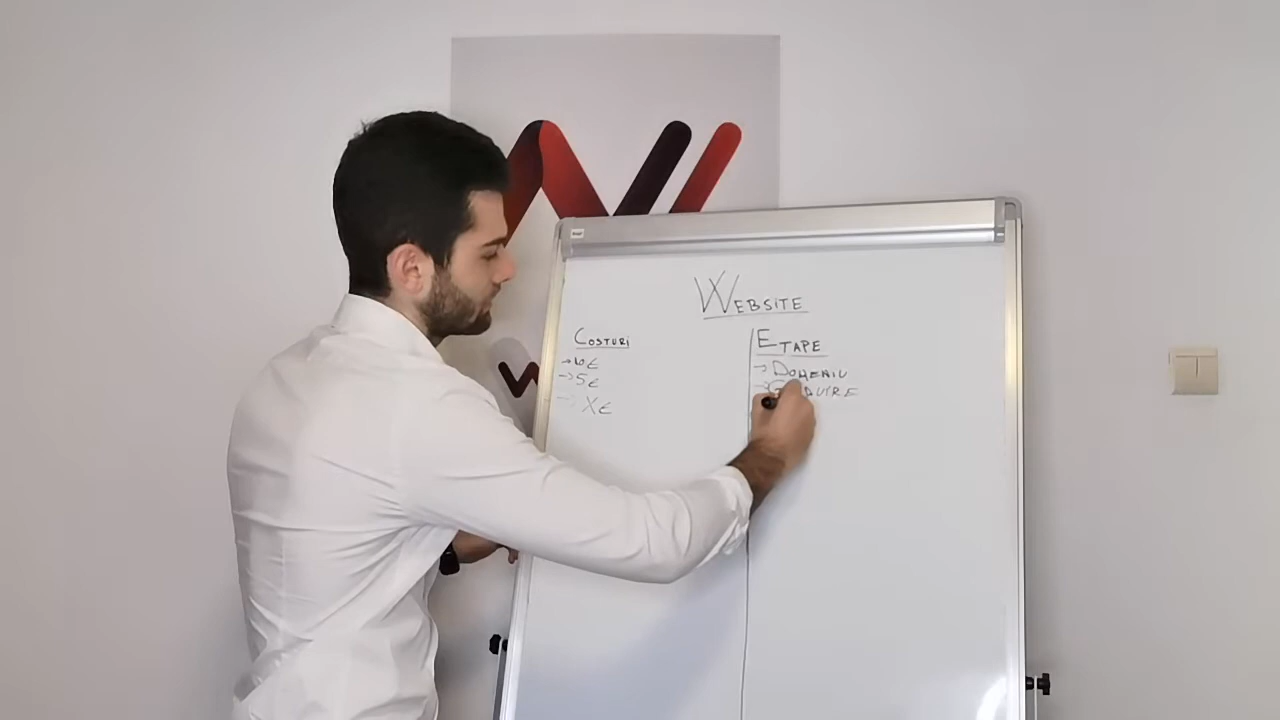 WEBSITE
COSTURI
→ 10€
→ 5€
→ X€
ETAPE
→ DOMENIU